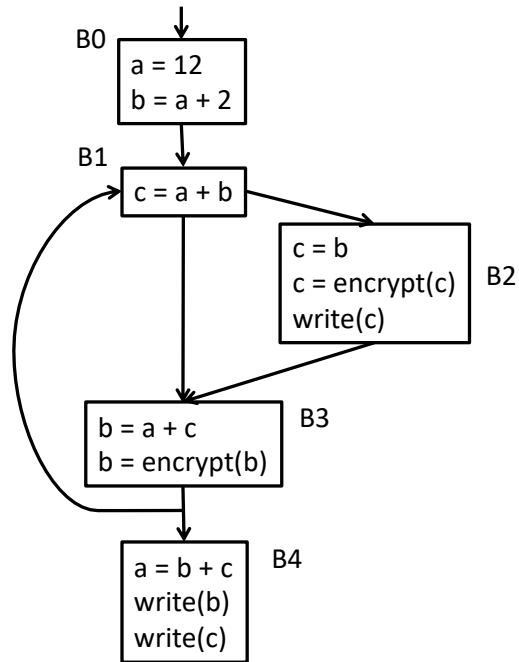 B0
a = 12
b = a + 2
B1
c = a + b
c = b
c = encrypt(c)
write(c)
B2
b = a + c
b = encrypt(b)
B3
a = b + c
write(b)
write(c)
B4